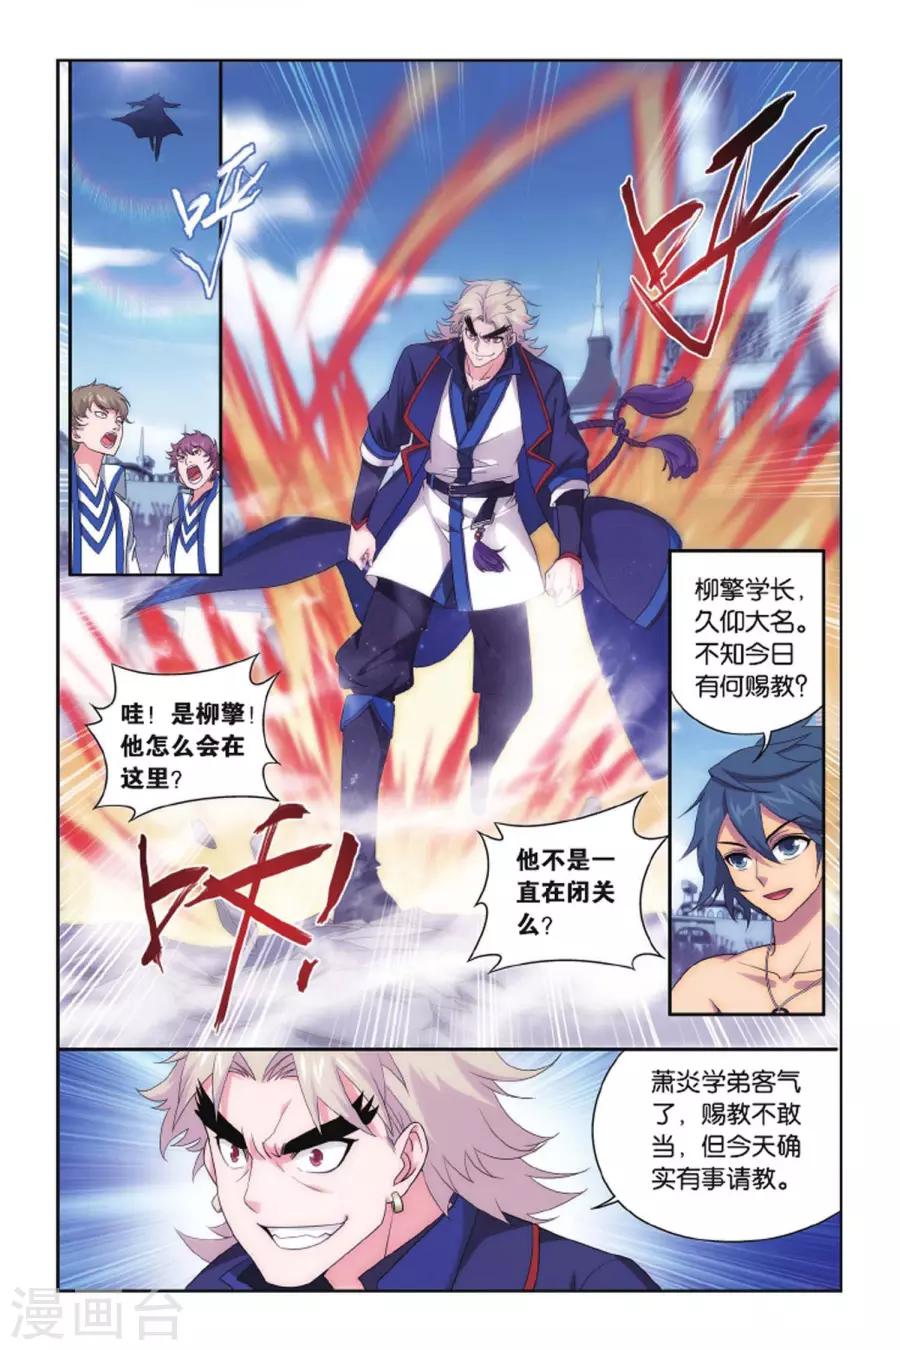 呼
呼
哇！是柳擎！
他怎么会在
这里？
他不是一
直在闭关
么？
柳擎学长，
久仰大名。
不知今日
有何赐教？
萧炎学弟客气
了，赐教不敢
当，但今天确
实有事请教。
漫画台